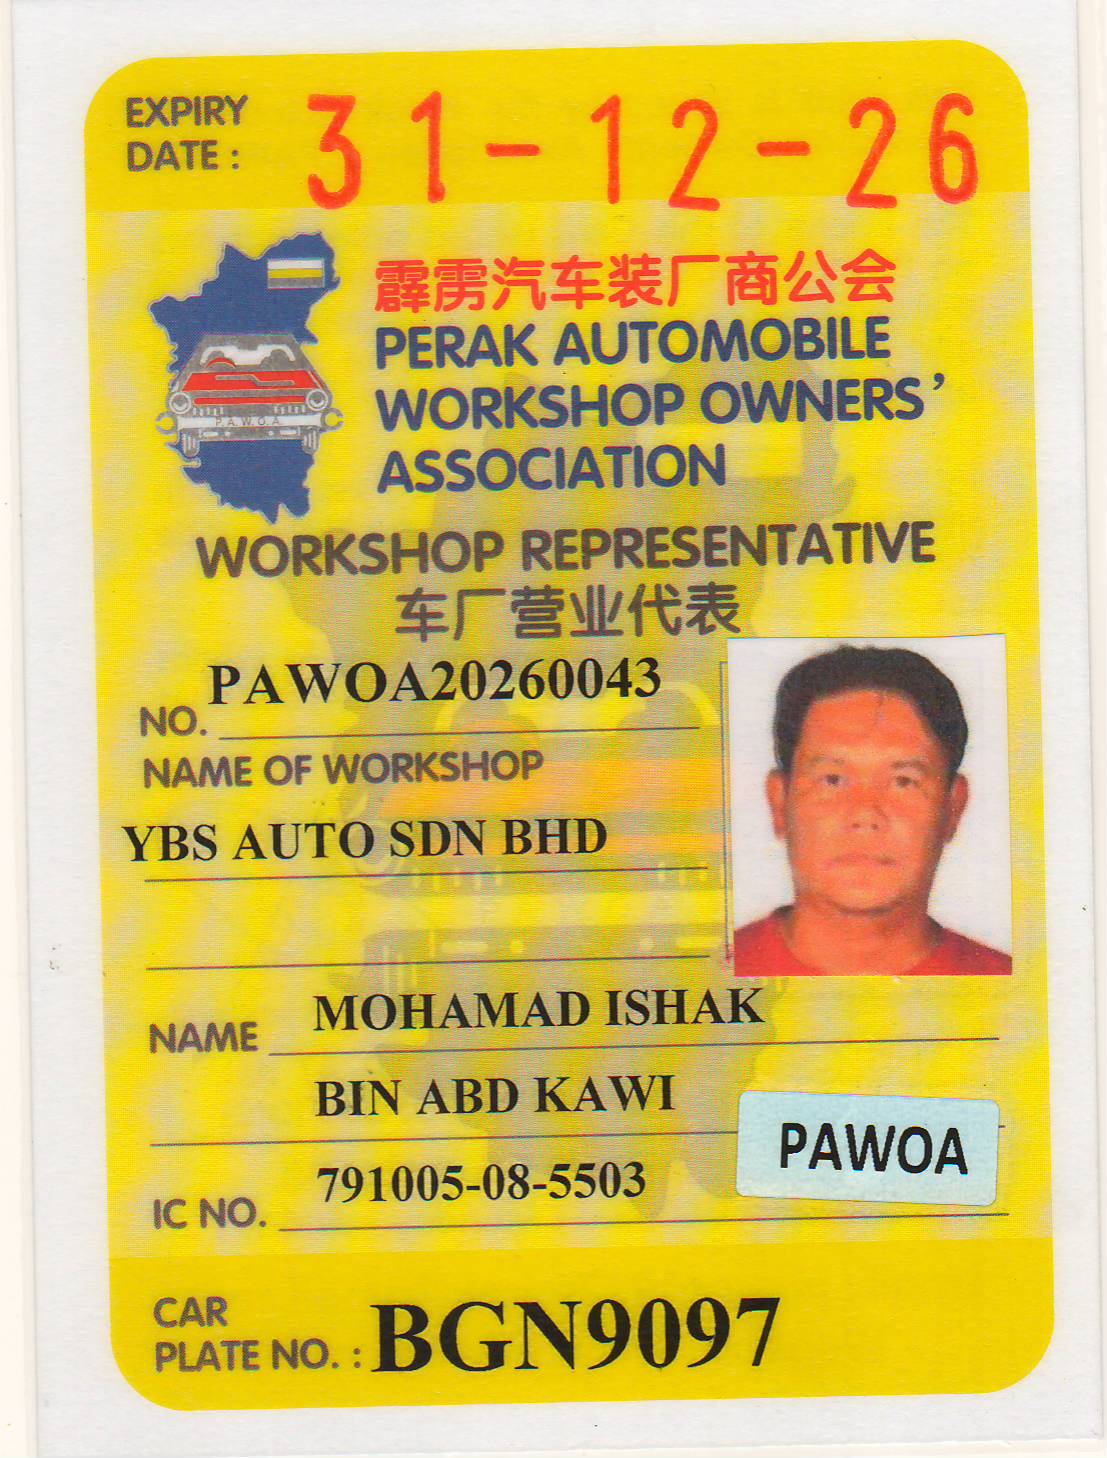 EXPIRY
DATE : 31-12-26
霹雳汽车装厂商公会
PERAK AUTOMOBILE
WORKSHOP OWNERS'
ASSOCIATION
P.A.W.O.A.
WORKSHOP REPRESENTATIVE
车厂营业代表
NO. PAWOA20260043
NAME OF WORKSHOP
YBS AUTO SDN BHD
NAME MOHAMAD ISHAK
BIN ABD KAWI
PAWOA
IC NO. 791005-08-5503
CAR
PLATE NO. : BGN9097